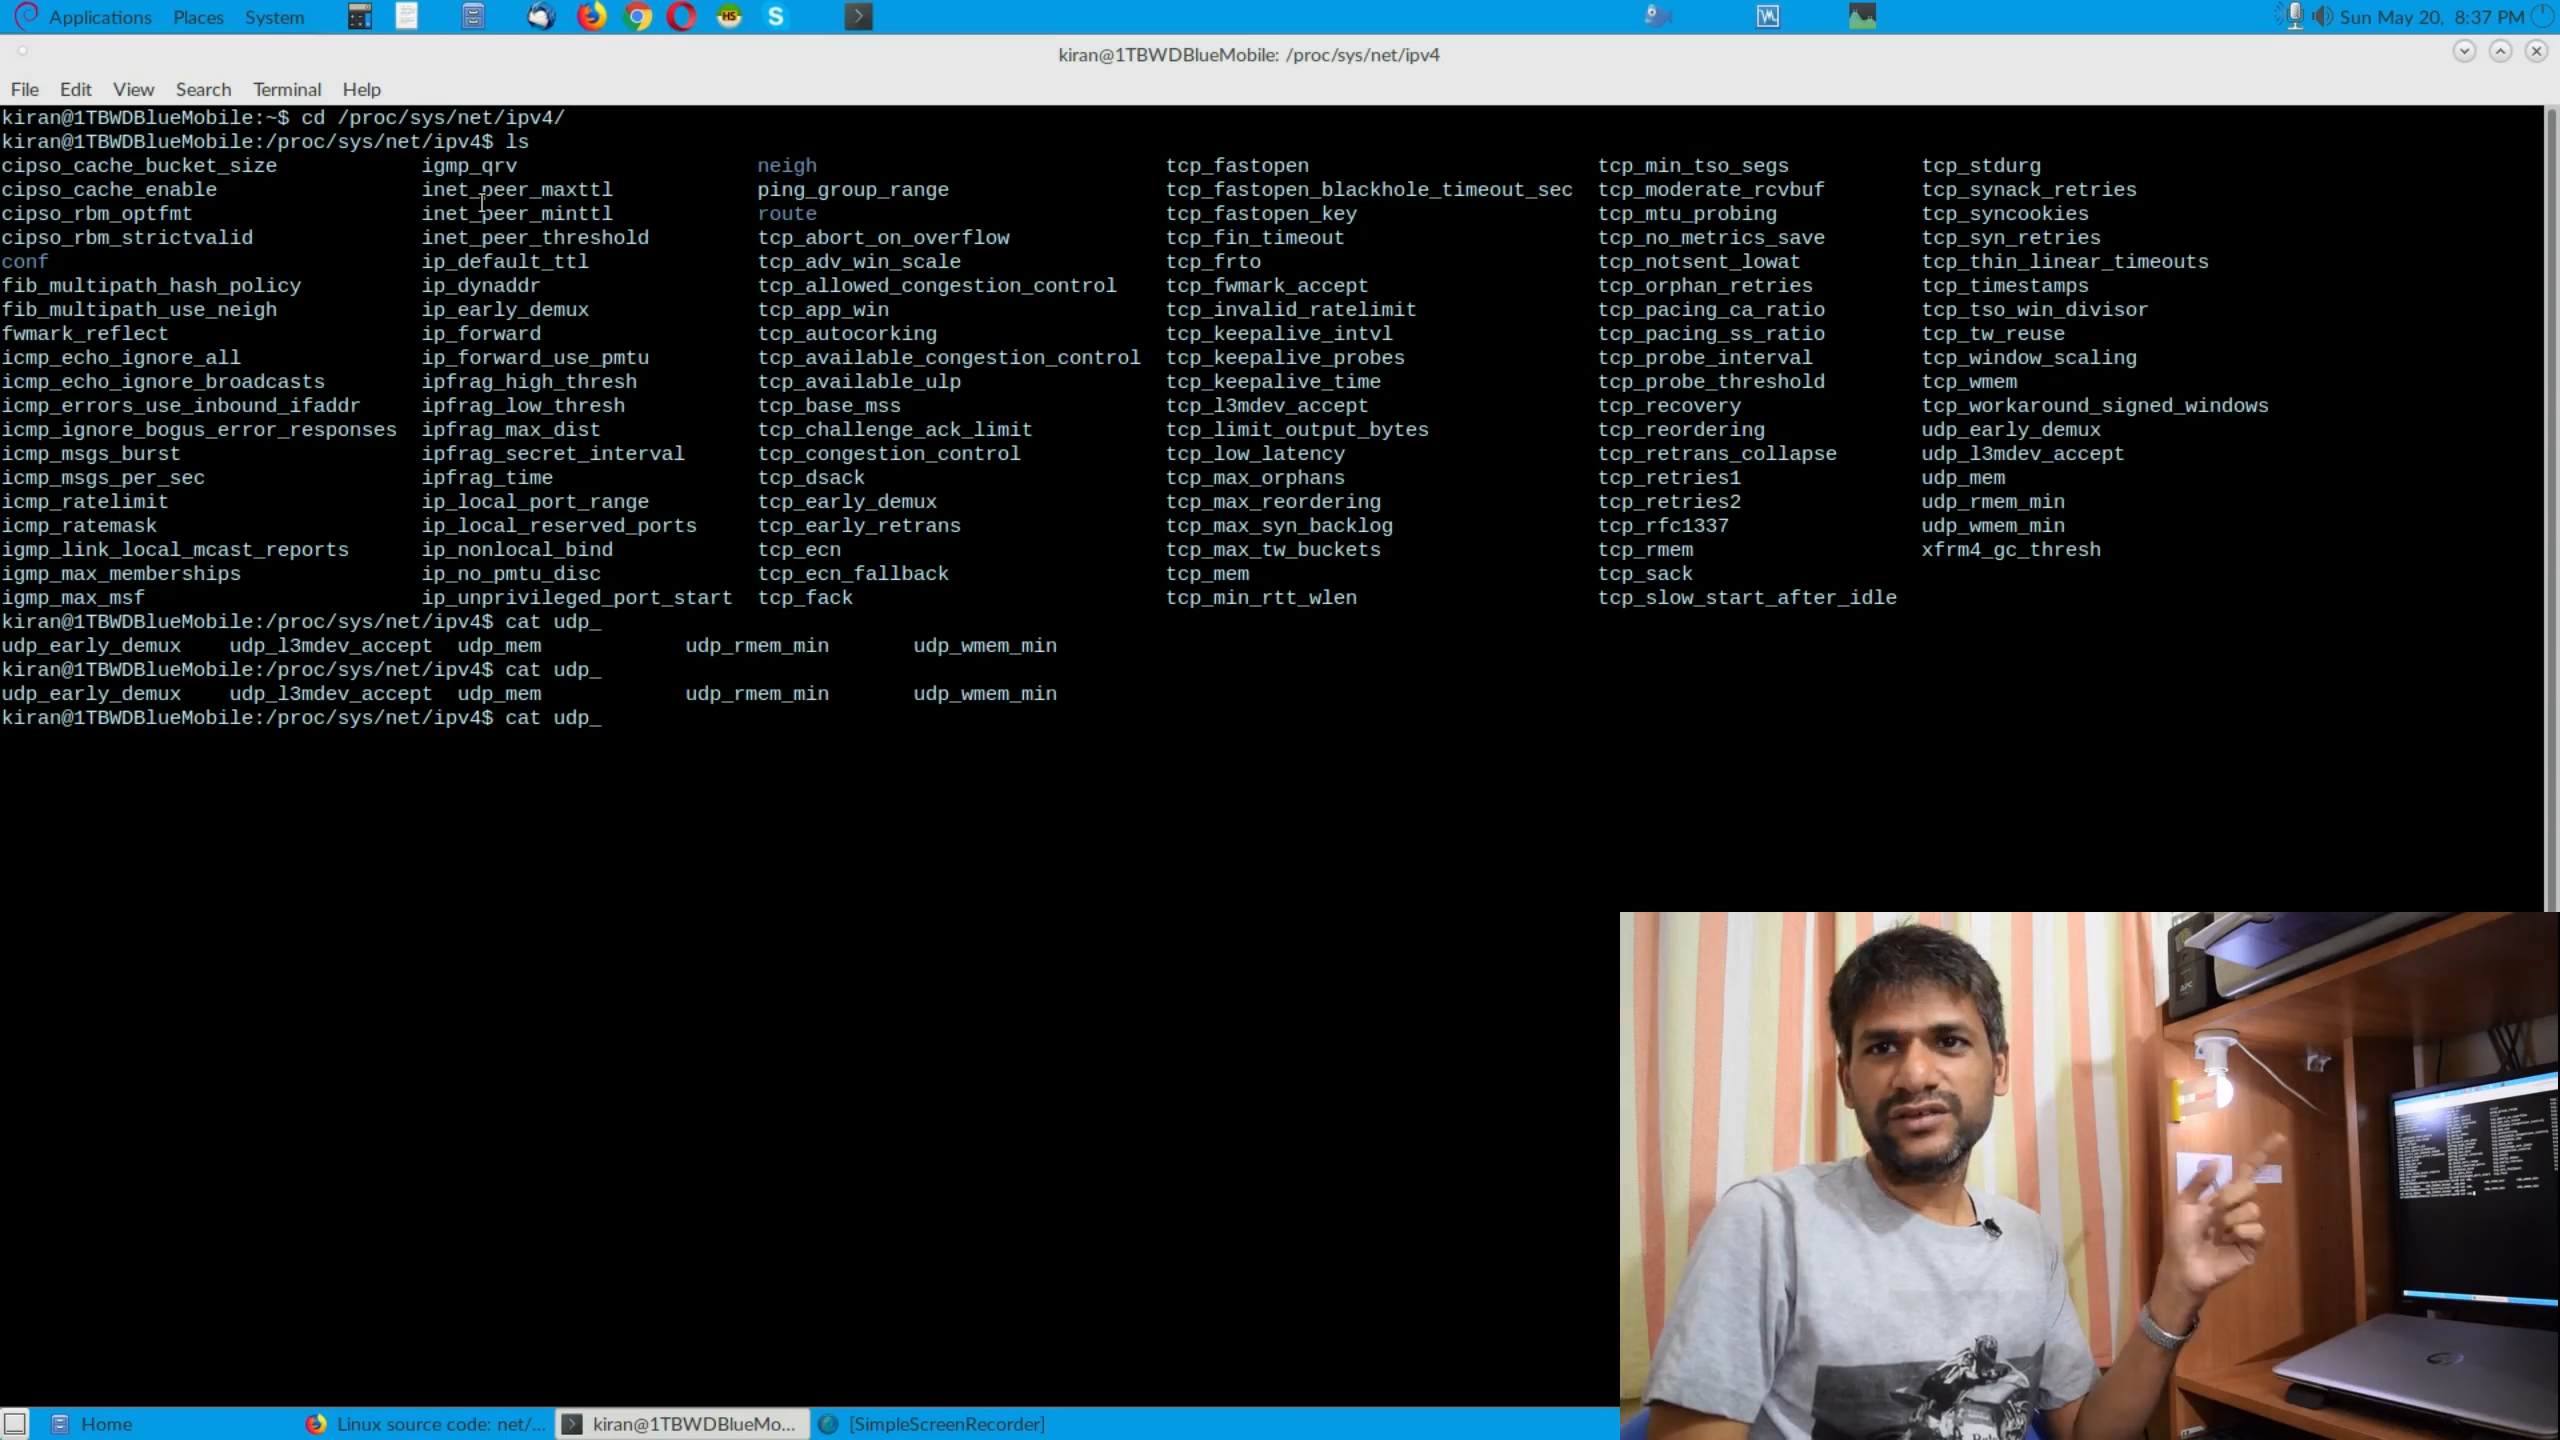 Applications Places System Sun May 20, 8:37 PM
kiran@1TBWDBlueMobile: /proc/sys/net/ipv4
File Edit View Search Terminal Help
kiran@1TBWDBlueMobile:~$ cd /proc/sys/net/ipv4/
kiran@1TBWDBlueMobile:/proc/sys/net/ipv4$ ls
cipso_cache_bucket_size igmp_qrv neigh tcp_fastopen tcp_min_tso_segs tcp_stdurg
cipso_cache_enable inet_peer_maxttl ping_group_range tcp_fastopen_blackhole_timeout_sec tcp_moderate_rcvbuf tcp_synack_retries
cipso_rbm_optfmt inet_peer_minttl route tcp_fastopen_key tcp_mtu_probing tcp_syncookies
cipso_rbm_strictvalid inet_peer_threshold tcp_abort_on_overflow tcp_fin_timeout tcp_no_metrics_save tcp_syn_retries
conf ip_default_ttl tcp_adv_win_scale tcp_frto tcp_notsent_lowat tcp_thin_linear_timeouts
fib_multipath_hash_policy ip_dynaddr tcp_allowed_congestion_control tcp_fwmark_accept tcp_orphan_retries tcp_timestamps
fib_multipath_use_neigh ip_early_demux tcp_app_win tcp_invalid_ratelimit tcp_pacing_ca_ratio tcp_tso_win_divisor
fwmark_reflect ip_forward tcp_autocorking tcp_keepalive_intvl tcp_pacing_ss_ratio tcp_tw_reuse
icmp_echo_ignore_all ip_forward_use_pmtu tcp_available_congestion_control tcp_keepalive_probes tcp_probe_interval tcp_window_scaling
icmp_echo_ignore_broadcasts ipfrag_high_thresh tcp_available_ulp tcp_keepalive_time tcp_probe_threshold tcp_wmem
icmp_errors_use_inbound_ifaddr ipfrag_low_thresh tcp_base_mss tcp_l3mdev_accept tcp_recovery tcp_workaround_signed_windows
icmp_ignore_bogus_error_responses ipfrag_max_dist tcp_challenge_ack_limit tcp_limit_output_bytes tcp_reordering udp_early_demux
icmp_msgs_burst ipfrag_secret_interval tcp_congestion_control tcp_low_latency tcp_retrans_collapse udp_l3mdev_accept
icmp_msgs_per_sec ipfrag_time tcp_dsack tcp_max_orphans tcp_retries1 udp_mem
icmp_ratelimit ip_local_port_range tcp_early_demux tcp_max_reordering tcp_retries2 udp_rmem_min
icmp_ratemask ip_local_reserved_ports tcp_early_retrans tcp_max_syn_backlog tcp_rfc1337 udp_wmem_min
igmp_link_local_mcast_reports ip_nonlocal_bind tcp_ecn tcp_max_tw_buckets tcp_rmem xfrm4_gc_thresh
igmp_max_memberships ip_no_pmtu_disc tcp_ecn_fallback tcp_mem tcp_sack
igmp_max_msf ip_unprivileged_port_start tcp_fack tcp_min_rtt_wlen tcp_slow_start_after_idle
kiran@1TBWDBlueMobile:/proc/sys/net/ipv4$ cat udp_
udp_early_demux udp_l3mdev_accept udp_mem udp_rmem_min udp_wmem_min
kiran@1TBWDBlueMobile:/proc/sys/net/ipv4$ cat udp_
udp_early_demux udp_l3mdev_accept udp_mem udp_rmem_min udp_wmem_min
kiran@1TBWDBlueMobile:/proc/sys/net/ipv4$ cat udp_
APC
Home Linux source code: net/... kiran@1TBWDBlueMo... [SimpleScreenRecorder]